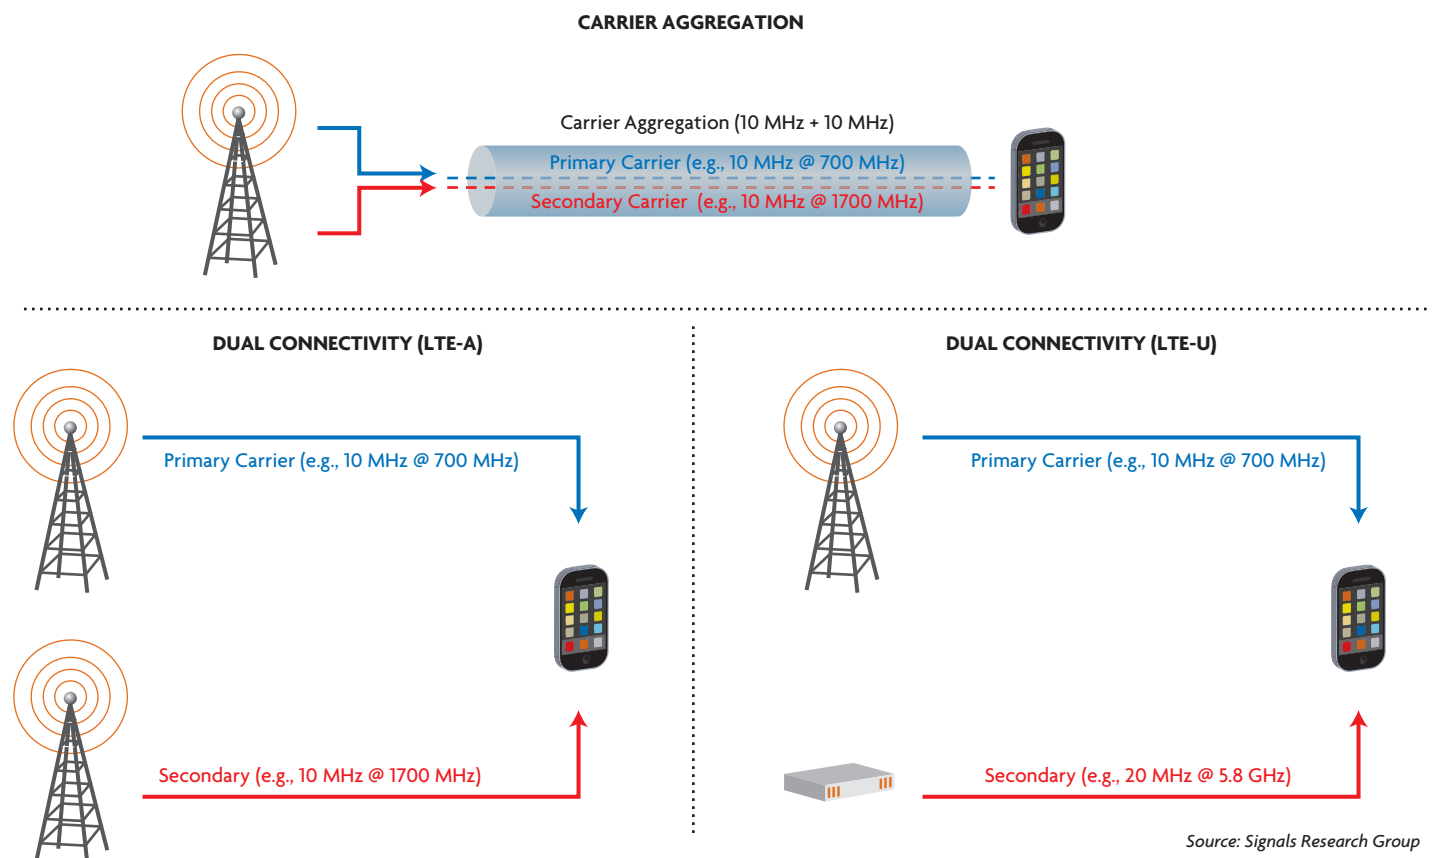 CARRIER AGGREGATION
Carrier Aggregation (10 MHz + 10 MHz)
Primary Carrier (e.g., 10 MHz @ 700 MHz)
Secondary Carrier (e.g., 10 MHz @ 1700 MHz)
DUAL CONNECTIVITY (LTE-A)
Primary Carrier (e.g., 10 MHz @ 700 MHz)
Secondary (e.g., 10 MHz @ 1700 MHz)
DUAL CONNECTIVITY (LTE-U)
Primary Carrier (e.g., 10 MHz @ 700 MHz)
Secondary (e.g., 20 MHz @ 5.8 GHz)
Source: Signals Research Group